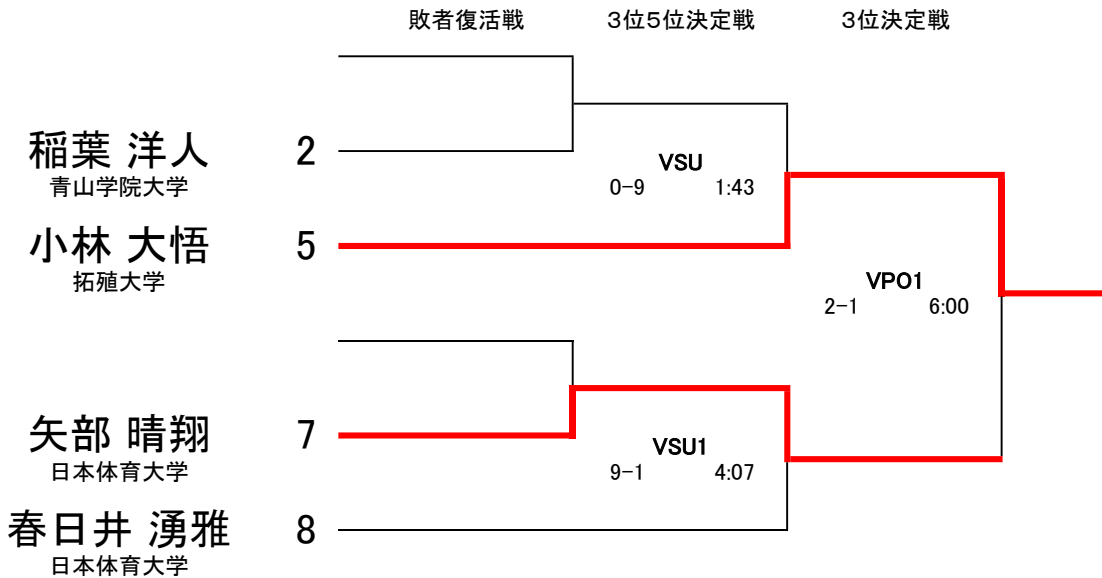 敗者復活戦 3位5位決定戦 3位決定戦
稲葉 洋人 2
青山学院大学
VSU
0-9 1:43
小林 大悟 5
拓殖大学
VPO1
2-1 6:00
矢部 晴翔 7
日本体育大学
VSU1
9-1 4:07
春日井 湧雅 8
日本体育大学